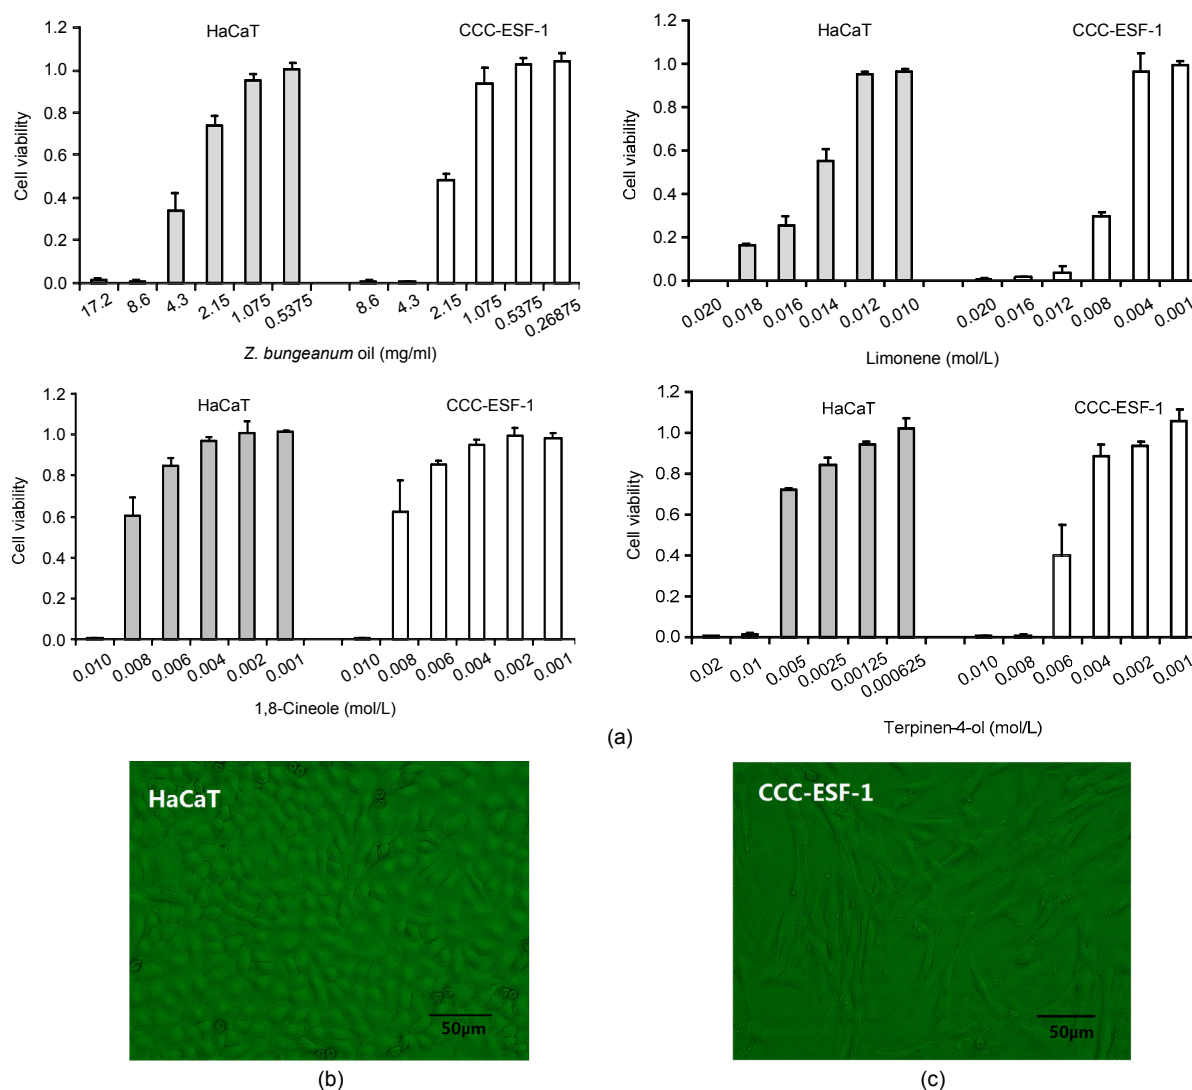 HaCaT CCC-ESF-1
1.2
1.0
0.8
0.6
0.4
0.2
0.0
Cell viability
17.2 8.6 4.3 2.15 1.075 0.5375 8.6 4.3 2.15 1.075 0.5375 0.26875
Z. bungeanum oil (mg/ml)
HaCaT CCC-ESF-1
1.2
1.0
0.8
0.6
0.4
0.2
0.0
Cell viability
0.020 0.018 0.016 0.014 0.012 0.010 0.020 0.016 0.012 0.008 0.004 0.001
Limonene (mol/L)
HaCaT CCC-ESF-1
1.2
1.0
0.8
0.6
0.4
0.2
0.0
Cell viability
0.010 0.008 0.006 0.004 0.002 0.001 0.010 0.008 0.006 0.004 0.002 0.001
1,8-Cineole (mol/L)
HaCaT CCC-ESF-1
1.2
1.0
0.8
0.6
0.4
0.2
0.0
Cell viability
0.02 0.01 0.005 0.0025 0.00125 0.000625 0.010 0.008 0.006 0.004 0.002 0.001
Terpinen-4-ol (mol/L)
(a)
HaCaT
50μm
(b)
CCC-ESF-1
50μm
(c)